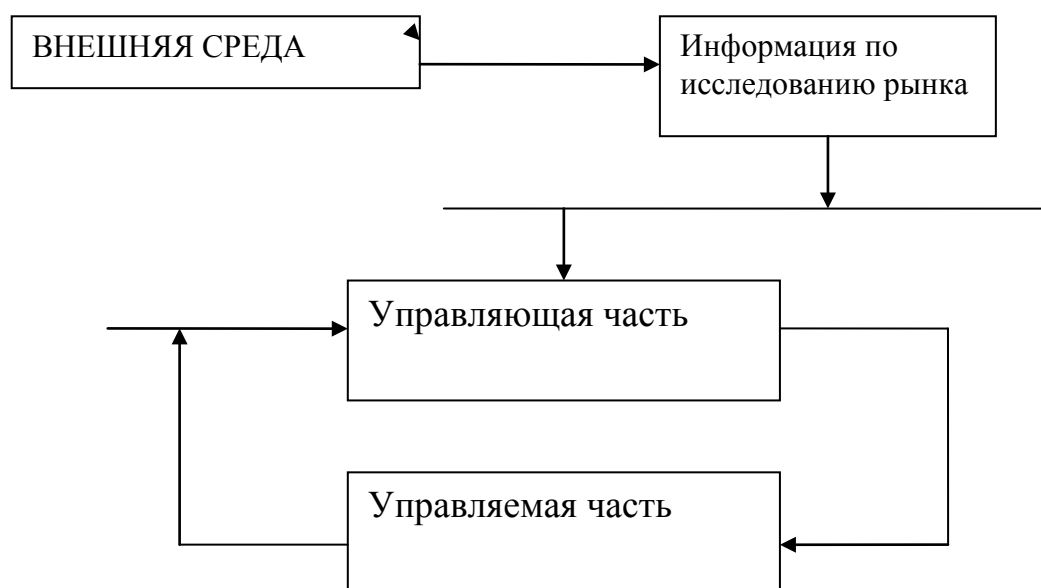 ВНЕШНЯЯ СРЕДА
Информация по
исследованию рынка
Управляющая часть
Управляемая часть